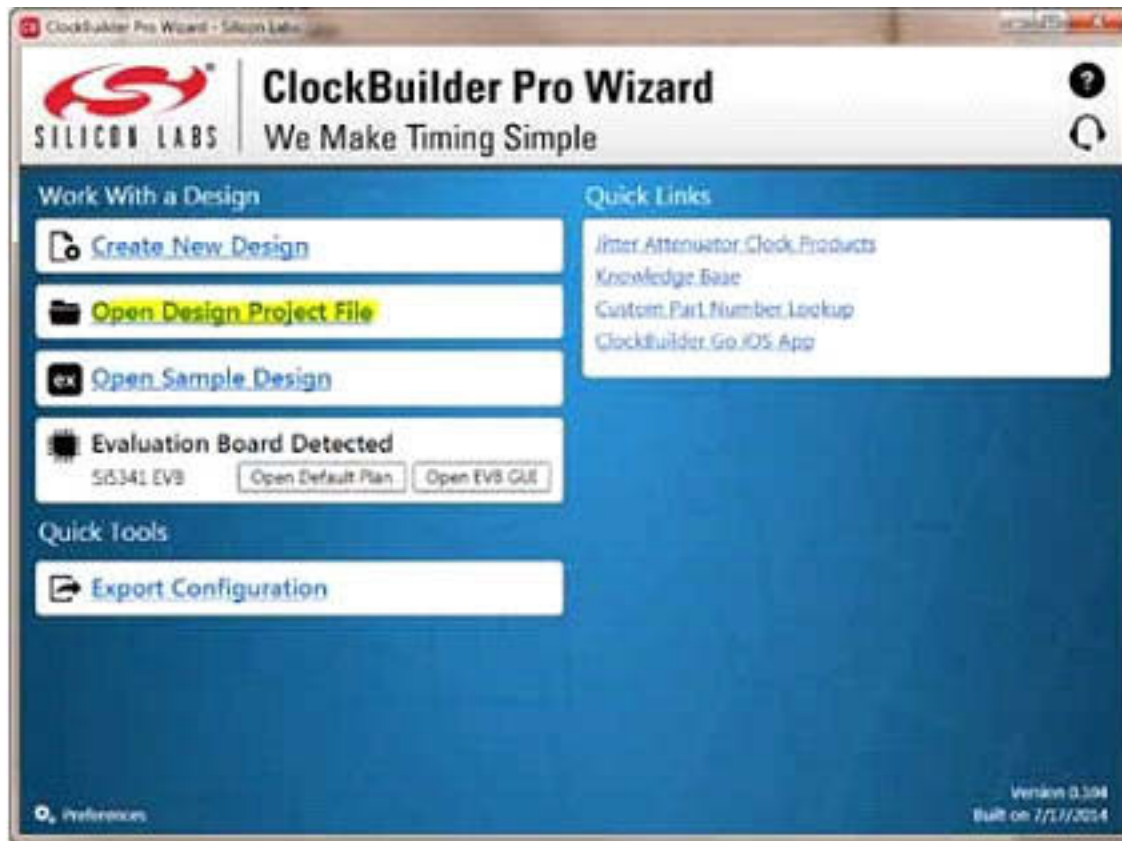 ClockBuilder Pro Wizard - Silicon Labs
SILICON LABS
ClockBuilder Pro Wizard
We Make Timing Simple
Work With a Design
Create New Design
Open Design Project File
ex Open Sample Design
Evaluation Board Detected
Si5341 EVB
Open Default Plan
Open EVB GUI
Quick Tools
Export Configuration
Quick Links
Jitter Attenuator Clock Products
Knowledge Base
Custom Part Number Lookup
ClockBuilder Go iOS App
Preferences
Version 0.104
Built on 7/17/2014